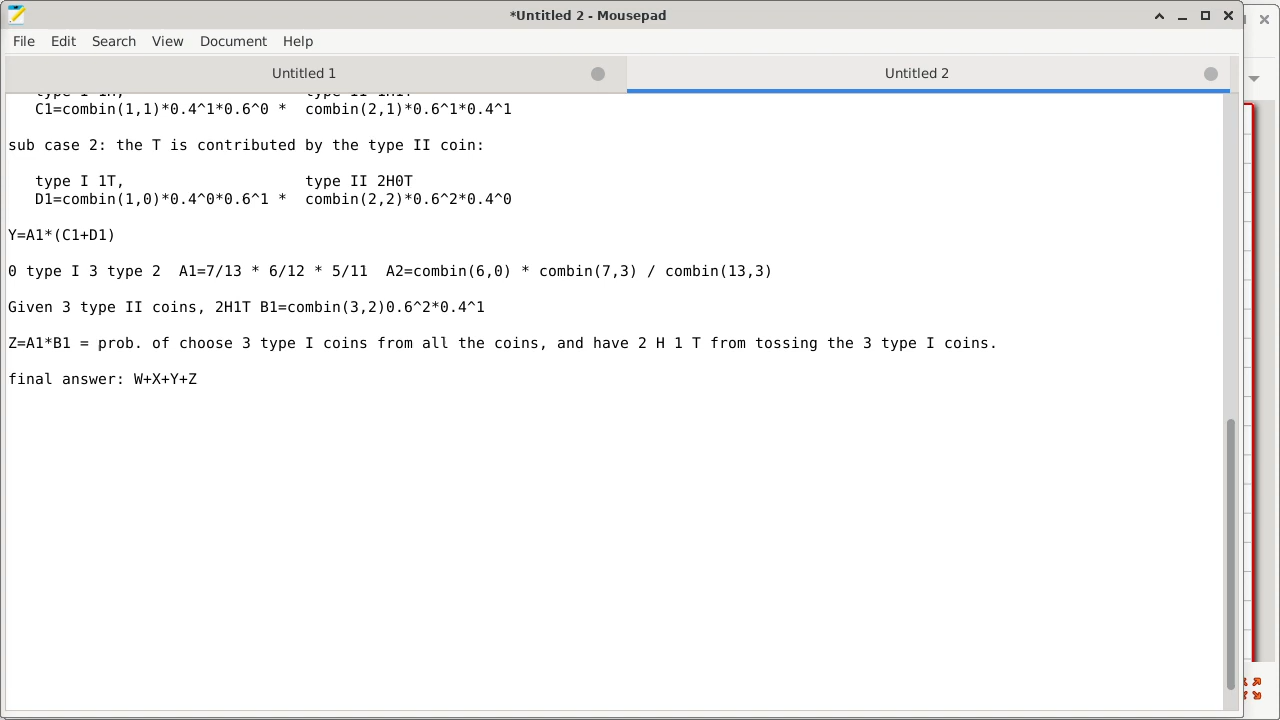 *Untitled 2 - Mousepad
File Edit Search View Document Help
Untitled 1 Untitled 2
C1=combin(1,1)*0.4^1*0.6^0 * combin(2,1)*0.6^1*0.4^1
sub case 2: the T is contributed by the type II coin:
type I 1T, type II 2H0T
D1=combin(1,0)*0.4^0*0.6^1 * combin(2,2)*0.6^2*0.4^0
Y=A1*(C1+D1)
0 type I 3 type 2 A1=7/13 * 6/12 * 5/11 A2=combin(6,0) * combin(7,3) / combin(13,3)
Given 3 type II coins, 2H1T B1=combin(3,2)0.6^2*0.4^1
Z=A1*B1 = prob. of choose 3 type I coins from all the coins, and have 2 H 1 T from tossing the 3 type I coins.
final answer: W+X+Y+Z